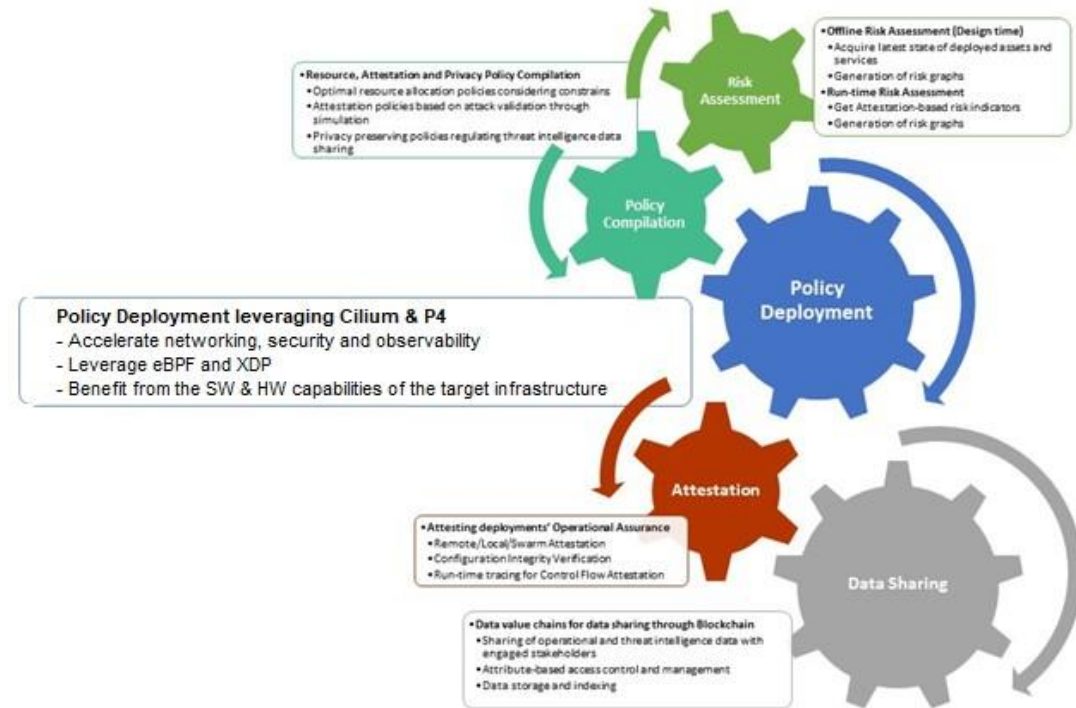 •Offline Risk Assessment (Design time)
•Acquire latest state of deployed assets and
services
•Generation of risk graphs
•Run-time Risk Assessment
•Get Attestation-based risk indicators
•Generation of risk graphs
Risk
Assessment
•Resource, Attestation and Privacy Policy Compilation
•Optimal resource allocation policies considering constrains
•Attestation policies based on attack validation through
simulation
•Privacy preserving policies regulating threat intelligence data
sharing
Policy
Compilation
Policy
Deployment
Policy Deployment leveraging Cilium & P4
- Accelerate networking, security and observability
- Leverage eBPF and XDP
- Benefit from the SW & HW capabilities of the target infrastructure
Attestation
•Attesting deployments' Operational Assurance
•Remote/Local/Swarm Attestation
•Configuration Integrity Verification
•Run-time tracing for Control Flow Attestation
Data Sharing
•Data value chains for data sharing through Blockchain
•Sharing of operational and threat intelligence data with
engaged stakeholders
•Attribute-based access control and management
•Data storage and indexing